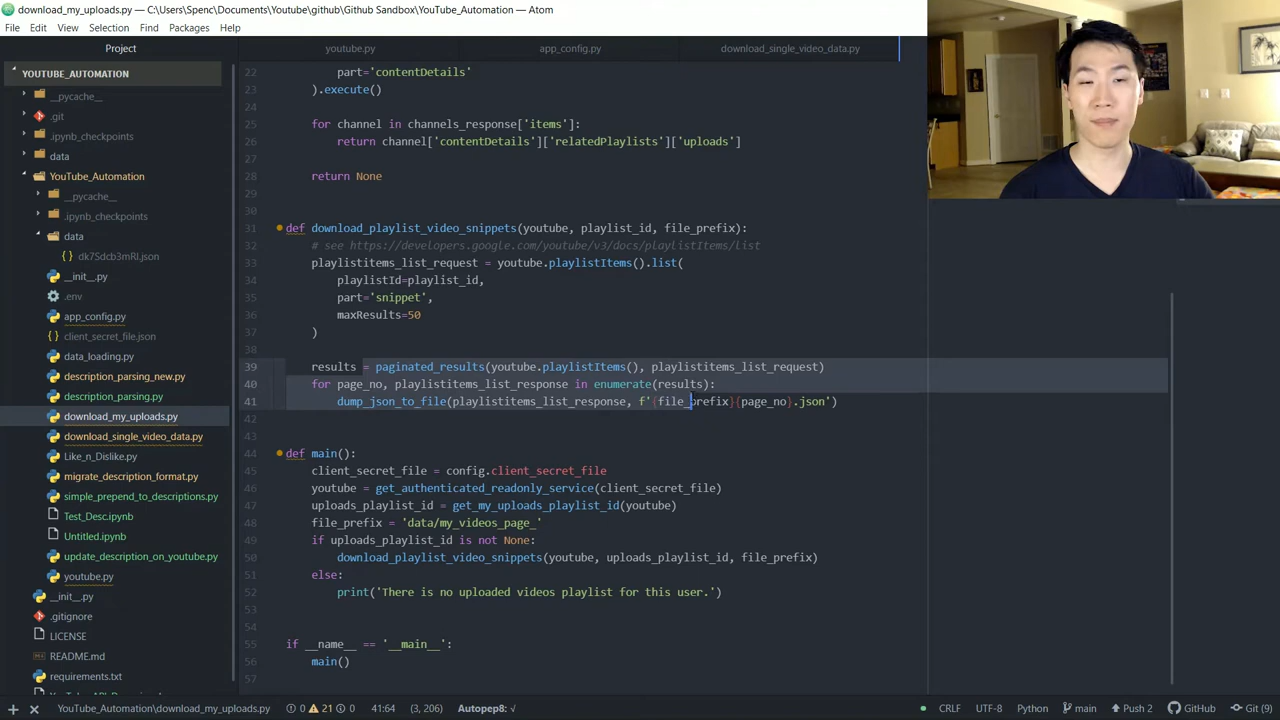 download_my_uploads.py — C:\Users\Spenc\Documents\Youtube\github\Github Sandbox\YouTube_Automation — Atom
File Edit View Selection Find Packages Help
Project
youtube.py
app_config.py
download_single_video_data.py
YOUTUBE_AUTOMATION
__pycache__
.git
.ipynb_checkpoints
data
YouTube_Automation
__pycache__
.ipynb_checkpoints
data
dk7Sdcb3mRI.json
__init__.py
.env
app_config.py
client_secret_file.json
data_loading.py
description_parsing_new.py
description_parsing.py
download_my_uploads.py
download_single_video_data.py
Like_n_Dislike.py
migrate_description_format.py
simple_prepend_to_descriptions.py
Test_Desc.ipynb
Untitled.ipynb
update_description_on_youtube.py
youtube.py
__init__.py
.gitignore
LICENSE
README.md
requirements.txt
22 part='contentDetails'
23 ).execute()
24
25 for channel in channels_response['items']:
26 return channel['contentDetails']['relatedPlaylists']['uploads']
27
28 return None
29
30
31 def download_playlist_video_snippets(youtube, playlist_id, file_prefix):
32 # see https://developers.google.com/youtube/v3/docs/playlistItems/list
33 playlistitems_list_request = youtube.playlistItems().list(
34 playlistId=playlist_id,
35 part='snippet',
36 maxResults=50
37 )
38
39 results = paginated_results(youtube.playlistItems(), playlistitems_list_request)
40 for page_no, playlistitems_list_response in enumerate(results):
41 dump_json_to_file(playlistitems_list_response, f'{file_prefix}{page_no}.json')
42
43
44 def main():
45 client_secret_file = config.client_secret_file
46 youtube = get_authenticated_readonly_service(client_secret_file)
47 uploads_playlist_id = get_my_uploads_playlist_id(youtube)
48 file_prefix = 'data/my_videos_page_'
49 if uploads_playlist_id is not None:
50 download_playlist_video_snippets(youtube, uploads_playlist_id, file_prefix)
51 else:
52 print('There is no uploaded videos playlist for this user.')
53
54
55 if __name__ == '__main__':
56 main()
57
YouTube_Automation\download_my_uploads.py 0 21 0 41:64 (3, 206) Autopep8: √ CRLF UTF-8 Python main Push 2 GitHub Git (9)